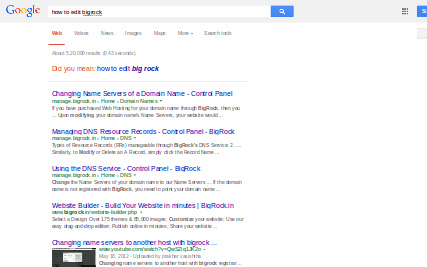 Google how to edit bigrock
Web Videos News Images Maps More Search tools
About 5,20,000 results (0.43 seconds)
Did you mean: how to edit big rock
Changing Name Servers of a Domain Name - Control Panel
manage.bigrock.in › Home › Domain Names
If you have purchased Web Hosting for your domain name through BigRock, then you
... Upon modifying your domain name's Name Servers, your website would ...
Managing DNS Resource Records - Control Panel - BigRock
manage.bigrock.in › Home › DNS
Types of Resource Records (RRs) manageable through BigRock's DNS Service; 2. ...
Similarly, to Modify or Delete an A Record, simply click the Record Name ...
Using the DNS Service - Control Panel - BigRock
manage.bigrock.in › Home › DNS
Change the Name Servers of your domain name to our Name Servers ... If the domain
name is not registered with BigRock, you need to point your domain name ...
Website Builder - Build Your Website in Minutes | BigRock.in
www.bigrock.in/website-builder.php
Select a Design: Over 175 themes & 85,000 images; Customize your website; Use our
easy drag-and-drop editor; Publish online in minutes; Share your website ...
Changing name servers to another host with bigrock ...
www.youtube.com/watch?v=
May 18, 2012 - Uploaded by
Changing name servers to another host with bigrock registrar ...